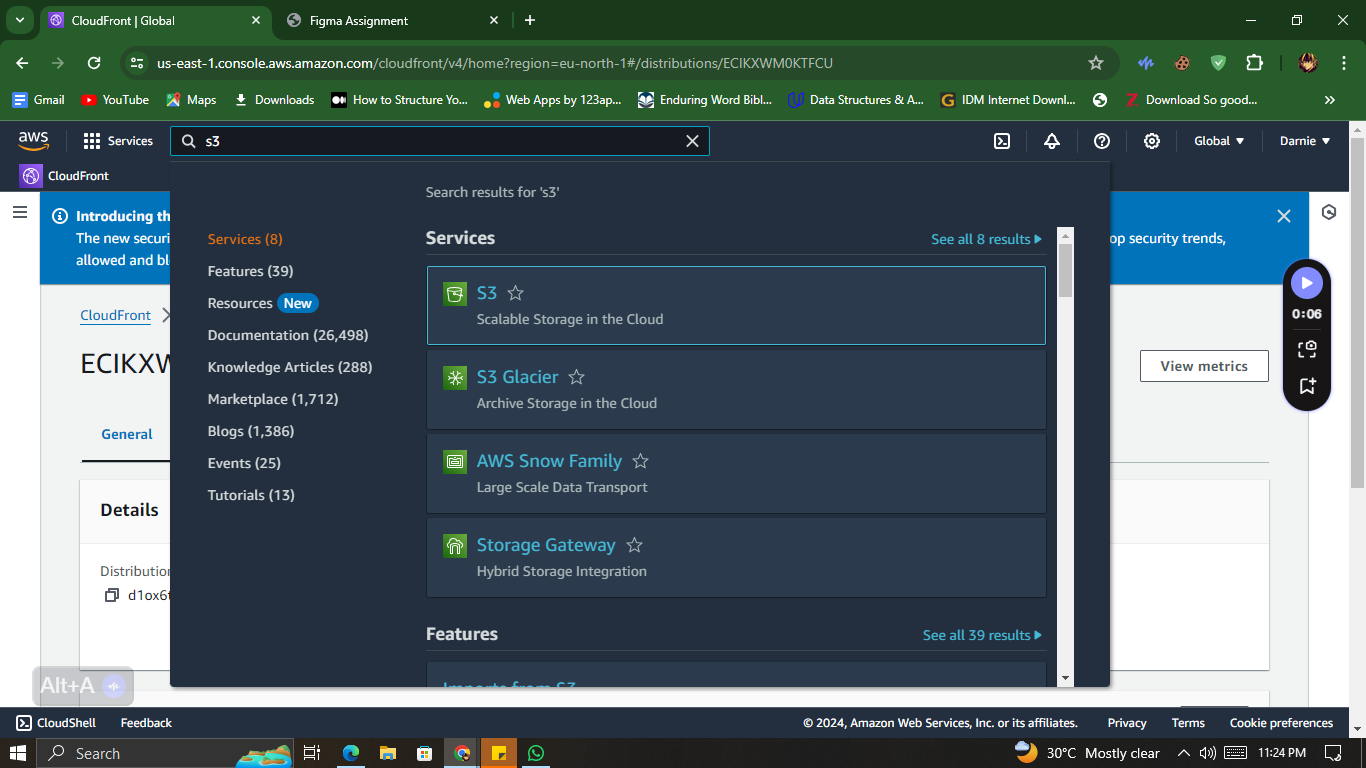 CloudFront | Global
Figma Assignment
us-east-1.console.aws.amazon.com/cloudfront/v4/home?region=eu-north-1#/distributions/ECIKXWM0KTFCU
Gmail
YouTube
Maps
Downloads
How to Structure Yo...
Web Apps by 123ap...
Enduring Word Bibl...
Data Structures & A...
IDM Internet Downl...
Download So good...
aws
Services
s3
Global
Darnie
CloudFront
Search results for 's3'
Introducing th
The new securi
allowed and bl
op security trends,
Services (8)
Features (39)
Resources New
Documentation (26,498)
Knowledge Articles (288)
Marketplace (1,712)
Blogs (1,386)
Events (25)
Tutorials (13)
Services
See all 8 results
S3
Scalable Storage in the Cloud
S3 Glacier
Archive Storage in the Cloud
AWS Snow Family
Large Scale Data Transport
Storage Gateway
Hybrid Storage Integration
Features
See all 39 results
Imports from S3
CloudFront
ECIKXW
View metrics
0:06
General
Details
Distribution
d1ox6t
Alt+A
CloudShell
Feedback
© 2024, Amazon Web Services, Inc. or its affiliates.
Privacy
Terms
Cookie preferences
Search
30°C Mostly clear
11:24 PM